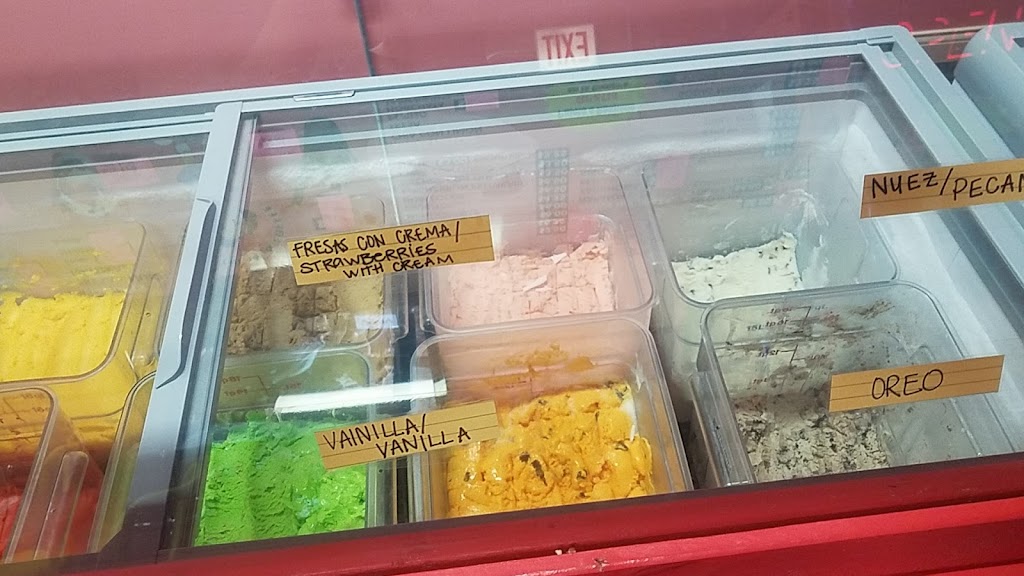 EXIT
NUEZ/PECAN
FRESAS CON CREMA/
STRAWBERRIES
WITH CREAM
OREO
VAINILLA/
VANILLA